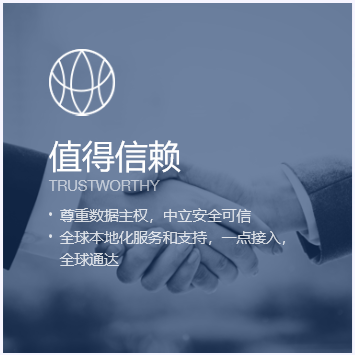 值得信赖
TRUSTWORTHY
• 尊重数据主权，中立安全可信
• 全球本地化服务和支持，一点接入，
全球通达